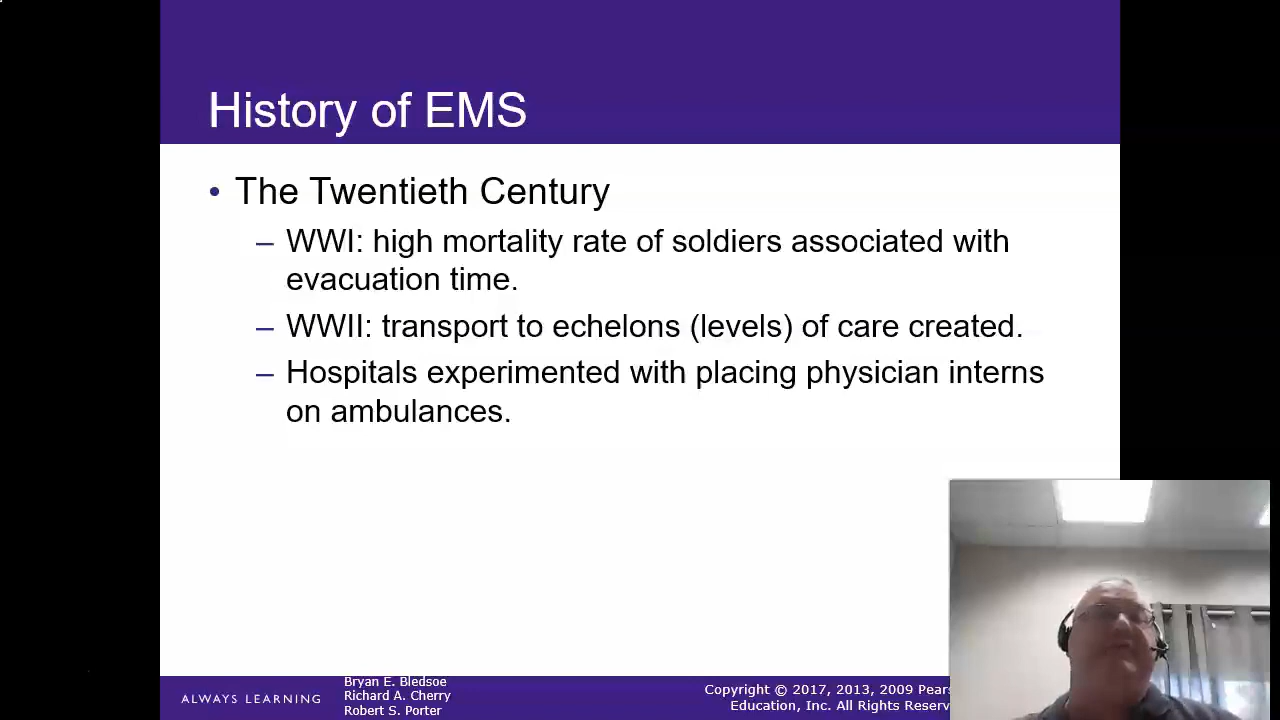 History of EMS
• The Twentieth Century
– WWI: high mortality rate of soldiers associated with
evacuation time.
– WWII: transport to echelons (levels) of care created.
– Hospitals experimented with placing physician interns
on ambulances.
ALWAYS LEARNING
Bryan E. Bledsoe
Richard A. Cherry
Robert S. Porter
Copyright © 2017, 2013, 2009 Pears
Education, Inc. All Rights Reserv